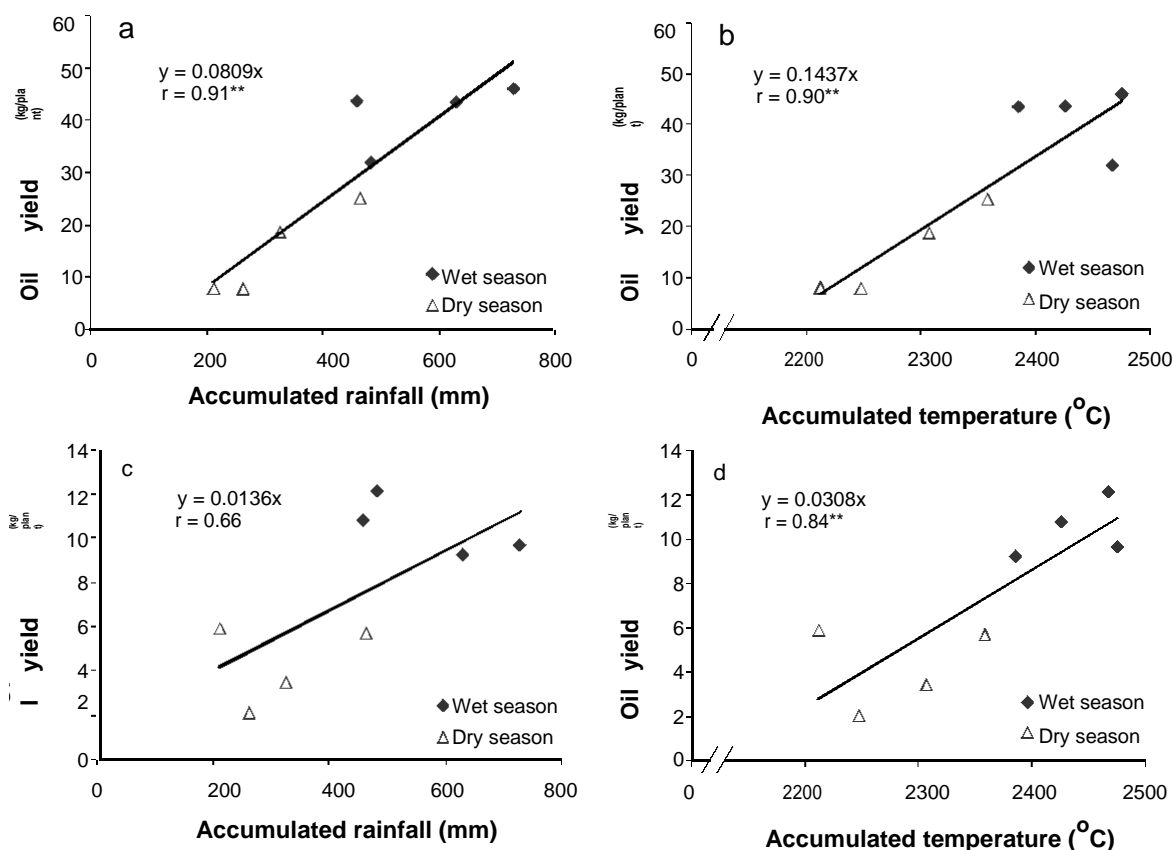 a
y = 0.0809x
r = 0.91**
Oil yield
(kg/pla
nt)
60
50
40
30
20
10
0
Wet season
Dry season
0 200 400 600 800
Accumulated rainfall (mm)
b
y = 0.1437x
r = 0.90**
Oil yield
(kg/plan
t)
60
50
40
30
20
10
0
Wet season
Dry season
0 2200 2300 2400 2500
Accumulated temperature (°C)
c
y = 0.0136x
r = 0.66
l yield
(kg/
plan
t)
14
12
10
8
6
4
2
0
Wet season
Dry season
0 200 400 600 800
Accumulated rainfall (mm)
d
y = 0.0308x
r = 0.84**
Oil yield
(kg/
plan
t)
14
12
10
8
6
4
2
0
Wet season
Dry season
0 2200 2300 2400 2500
Accumulated temperature (°C)